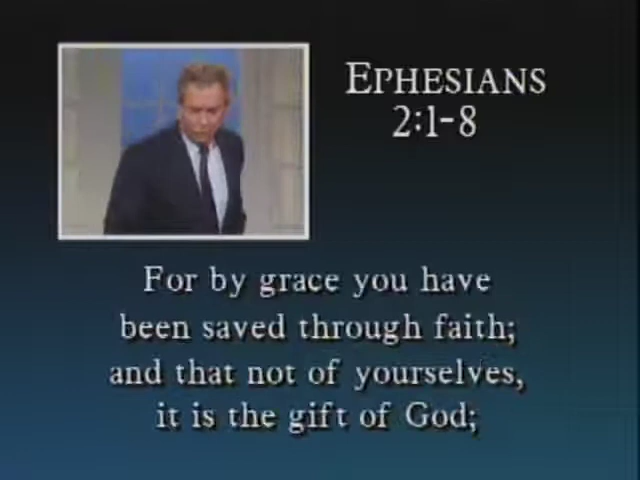 EPHESIANS
2:1-8
For by grace you have
been saved through faith;
and that not of yourselves,
it is the gift of God;